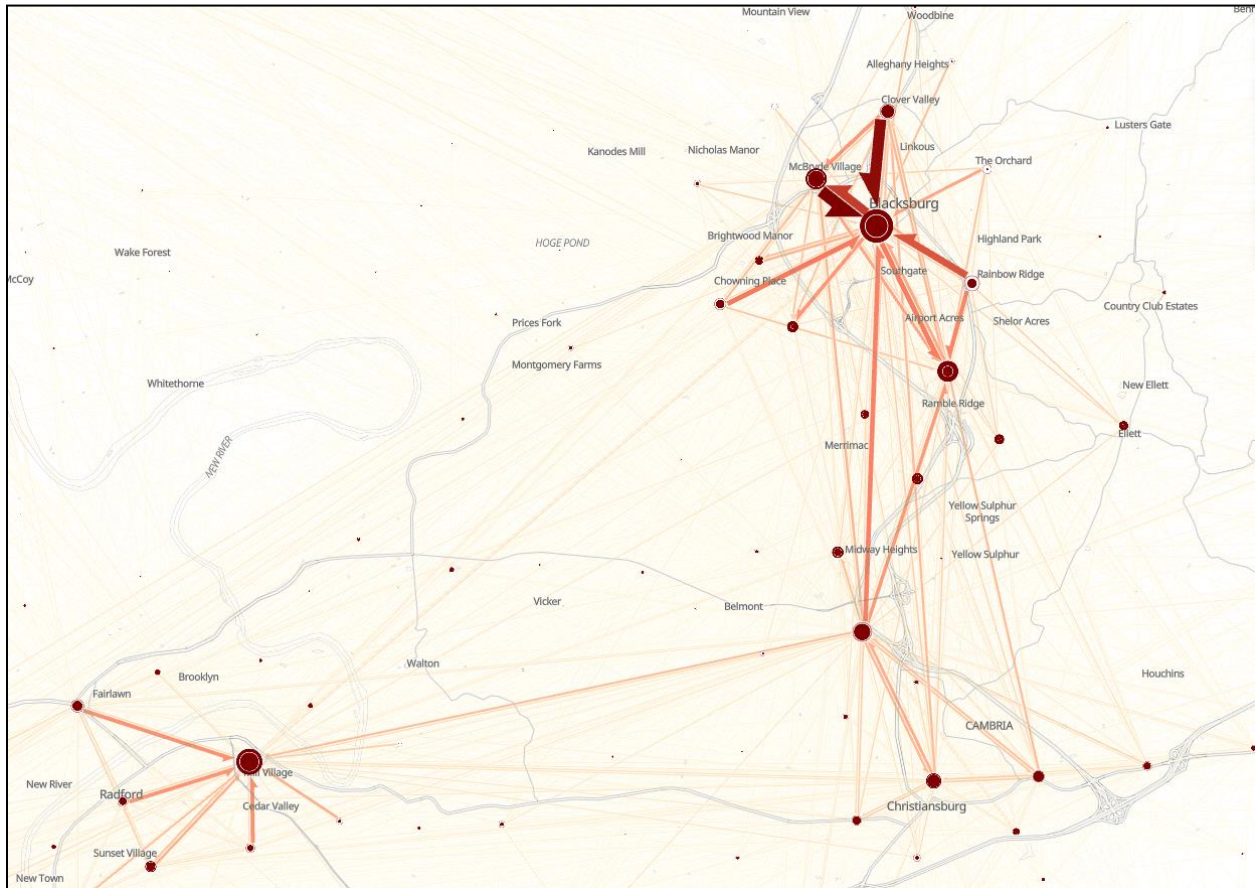 Mountain View
Woodbine
Alleghany Heights
Clover Valley
Lusters Gate
Linkous
Kanodes Mill
Nicholas Manor
McBryde Village
The Orchard
Blacksburg
Brightwood Manor
Highland Park
HOGE POND
Wake Forest
McCoy
Chowning Place
Southgate
Rainbow Ridge
Country Club Estates
Prices Fork
Airport Acres
Shelor Acres
Montgomery Farms
Whitethorne
New Ellett
Ramble Ridge
Ellett
Merrimac
NEW RIVER
Yellow Sulphur
Springs
Midway Heights
Yellow Sulphur
Vicker
Belmont
Walton
Houchins
Brooklyn
Fairlawn
CAMBRIA
New River
Village
Radford
Cedar Valley
Christiansburg
Sunset Village
New Town